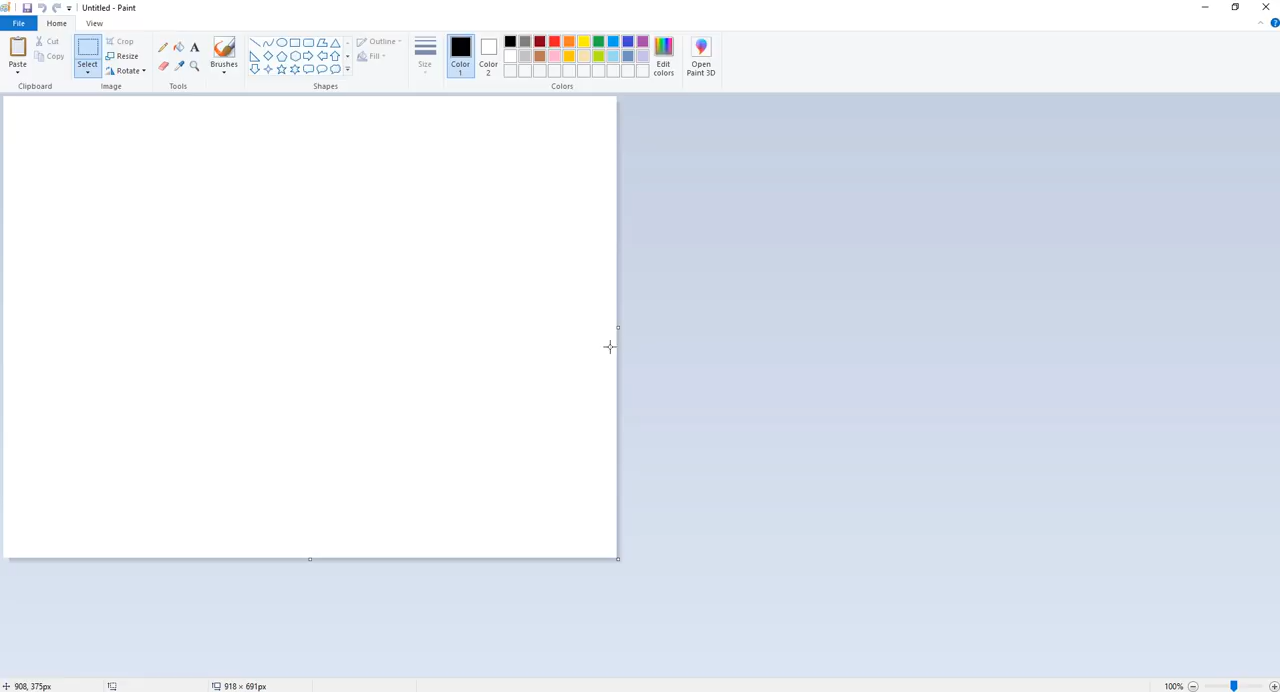 Untitled - Paint
File Home View
Paste
Cut
Copy
Clipboard
Select
Crop
Resize
Rotate
Image
A
Tools
Brushes
Outline
Fill
Shapes
Size
Color 1
Color 2
Edit colors
Colors
Open Paint 3D
908, 375px
918 × 691px
100%